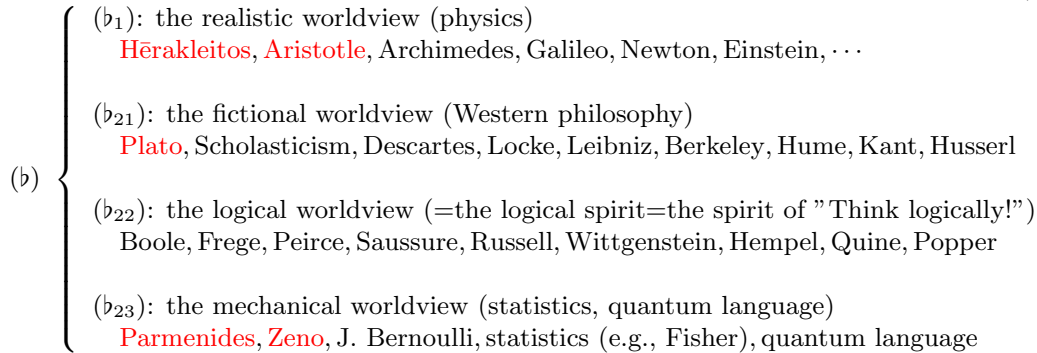 (♭₁): the realistic worldview (physics)
Hērakleitos, Aristotle, Archimedes, Galileo, Newton, Einstein, ⋯
(♭₂₁): the fictional worldview (Western philosophy)
Plato, Scholasticism, Descartes, Locke, Leibniz, Berkeley, Hume, Kant, Husserl
(♭)
(♭₂₂): the logical worldview (=the logical spirit=the spirit of ”Think logically!”)
Boole, Frege, Peirce, Saussure, Russell, Wittgenstein, Hempel, Quine, Popper
(♭₂₃): the mechanical worldview (statistics, quantum language)
Parmenides, Zeno, J. Bernoulli, statistics (e.g., Fisher), quantum language